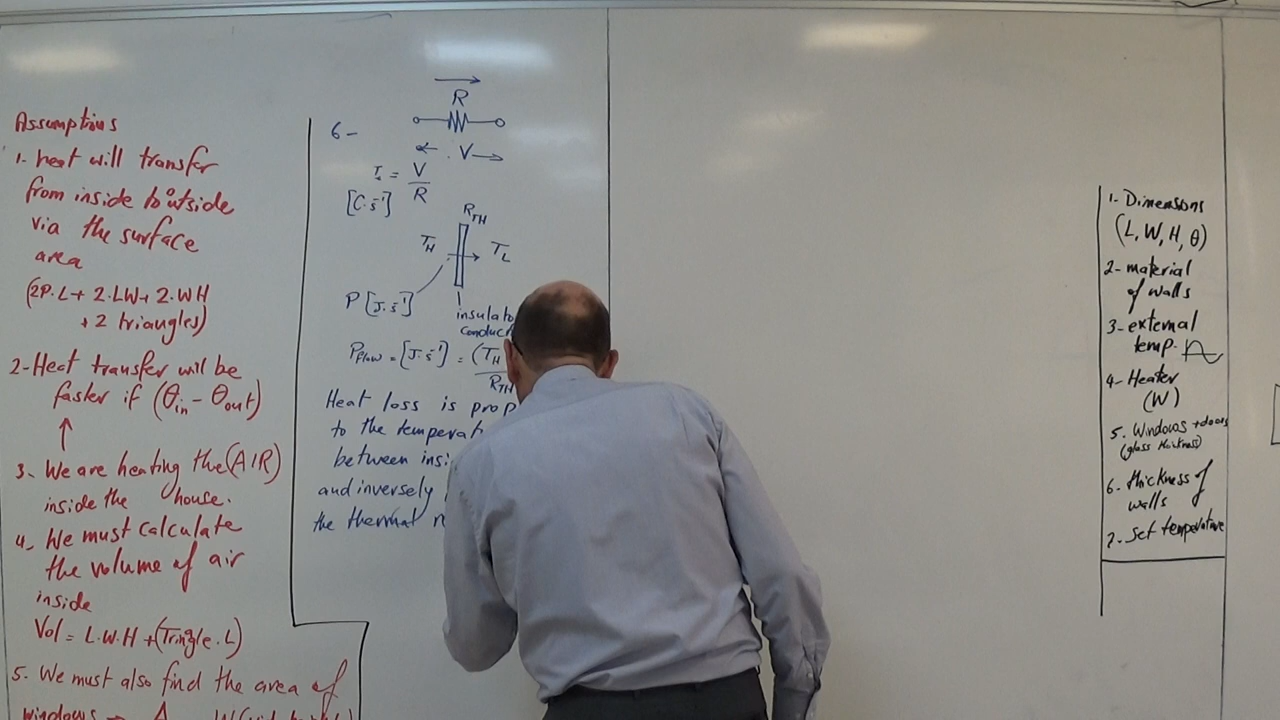 Assumptions
1- heat will transfer
from inside to outside
via the surface
area
(2P.L + 2.LW + 2.WH
+ 2 triangles)
2- Heat transfer will be
faster if (θin - θout)
↑
3- We are heating the (AIR)
inside the house.
4- We must calculate
the volume of air
inside
Vol = L.W.H + (Triangle.L)
5- We must also find the area of
windows → A
6-
→
R
← V →
V
=
R
[C.s⁻¹]
RTH
TH
TL
P [J.s⁻¹]
insulato
conduc
Pflow = [J.s⁻¹] = (TH
RTH
Heat loss is prop
to the temperat
between insi
and inversely
the thermal r
1- Dimensions
(L, W, H, θ)
2- material
of walls
3- external
temp.
4- Heater
(W)
5. Windows + doors
(glass thickness)
6- thickness of
walls
7- Set temperature